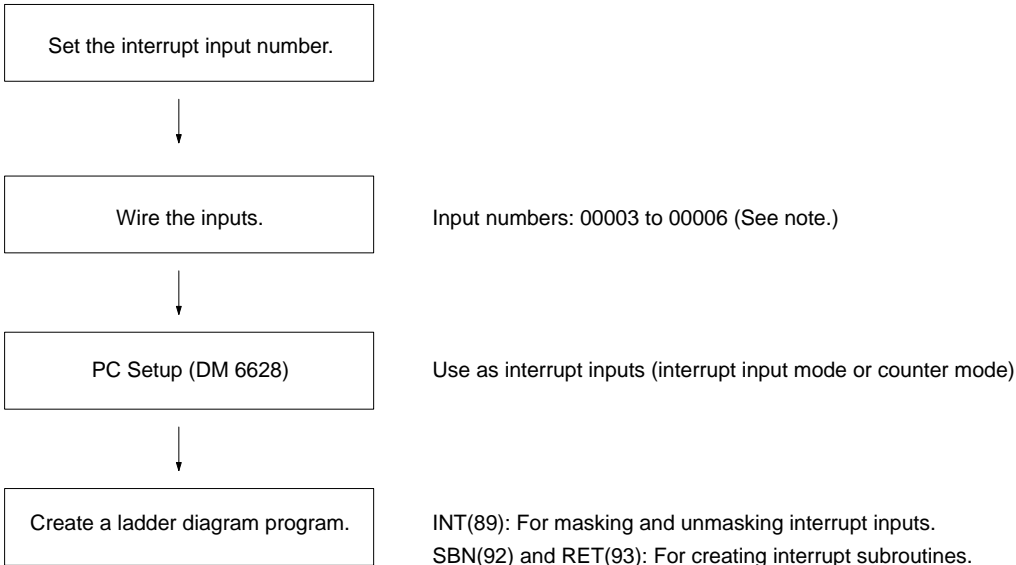 Set the interrupt input number.
Wire the inputs.
Input numbers: 00003 to 00006 (See note.)
PC Setup (DM 6628)
Use as interrupt inputs (interrupt input mode or counter mode)
Create a ladder diagram program.
INT(89): For masking and unmasking interrupt inputs.
SBN(92) and RET(93): For creating interrupt subroutines.